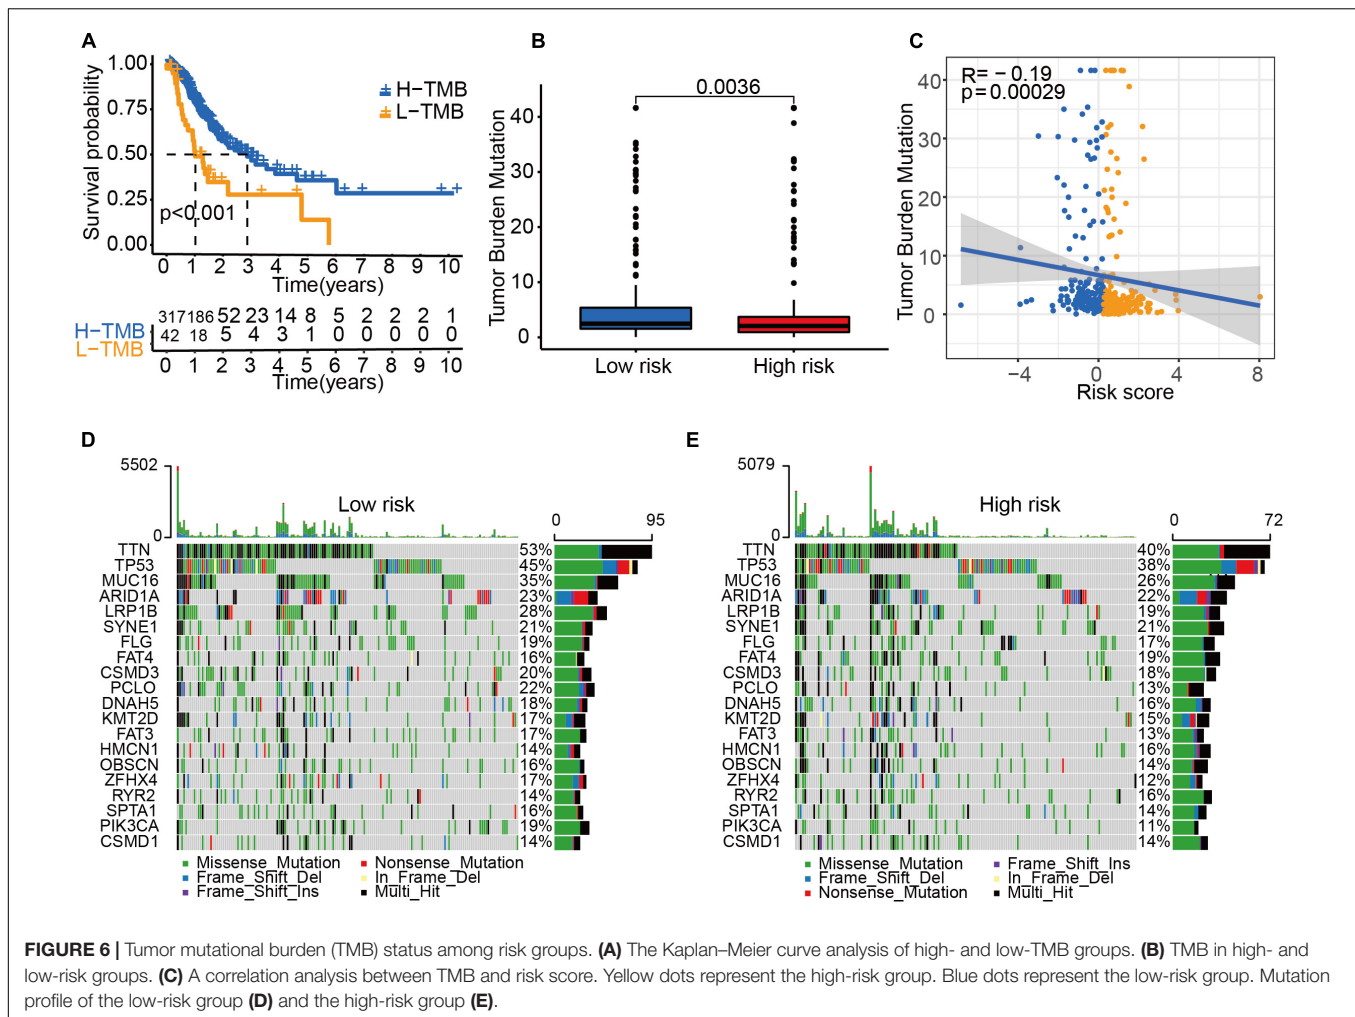 A
1.00
0.75
0.50
0.25
0.00
Survival probability
H−TMB
L−TMB
p<0.001
0 1 2 3 4 5 6 7 8 9 10
Time(years)
317 186 52 23 14 8 5 2 2 2 1
H−TMB 42 18 5 4 3 1 0 0 0 0 0
L−TMB
0 1 2 3 4 5 6 7 8 9 10
Time(years)
B
0.0036
40
30
20
10
0
Tumor Burden Mutation
Low risk High risk
C
R= −0.19
p=0.00029
40
30
20
10
0
Tumor Burden Mutation
−4 0 4 8
Risk score
D
5502
0
Low risk
0 95
TTN 53%
TP53 45%
MUC16 35%
ARID1A 23%
LRP1B 28%
SYNE1 21%
FLG 19%
FAT4 16%
CSMD3 20%
PCLO 22%
DNAH5 18%
KMT2D 17%
FAT3 17%
HMCN1 14%
OBSCN 16%
ZFHX4 17%
RYR2 14%
SPTA1 16%
PIK3CA 19%
CSMD1 14%
Missense_Mutation Nonsense_Mutation
Frame_Shift_Del In_Frame_Del
Frame_Shift_Ins Multi_Hit
E
5079
0
High risk
0 72
TTN 40%
TP53 38%
MUC16 26%
ARID1A 22%
LRP1B 19%
SYNE1 21%
FLG 17%
FAT4 19%
CSMD3 18%
PCLO 13%
DNAH5 16%
KMT2D 15%
FAT3 13%
HMCN1 16%
OBSCN 14%
ZFHX4 12%
RYR2 16%
SPTA1 14%
PIK3CA 11%
CSMD1 14%
Missense_Mutation Frame_Shift_Ins
Frame_Shift_Del In_Frame_Del
Nonsense_Mutation Multi_Hit
FIGURE 6 | Tumor mutational burden (TMB) status among risk groups. (A) The Kaplan–Meier curve analysis of high- and low-TMB groups. (B) TMB in high- and
low-risk groups. (C) A correlation analysis between TMB and risk score. Yellow dots represent the high-risk group. Blue dots represent the low-risk group. Mutation
profile of the low-risk group (D) and the high-risk group (E).